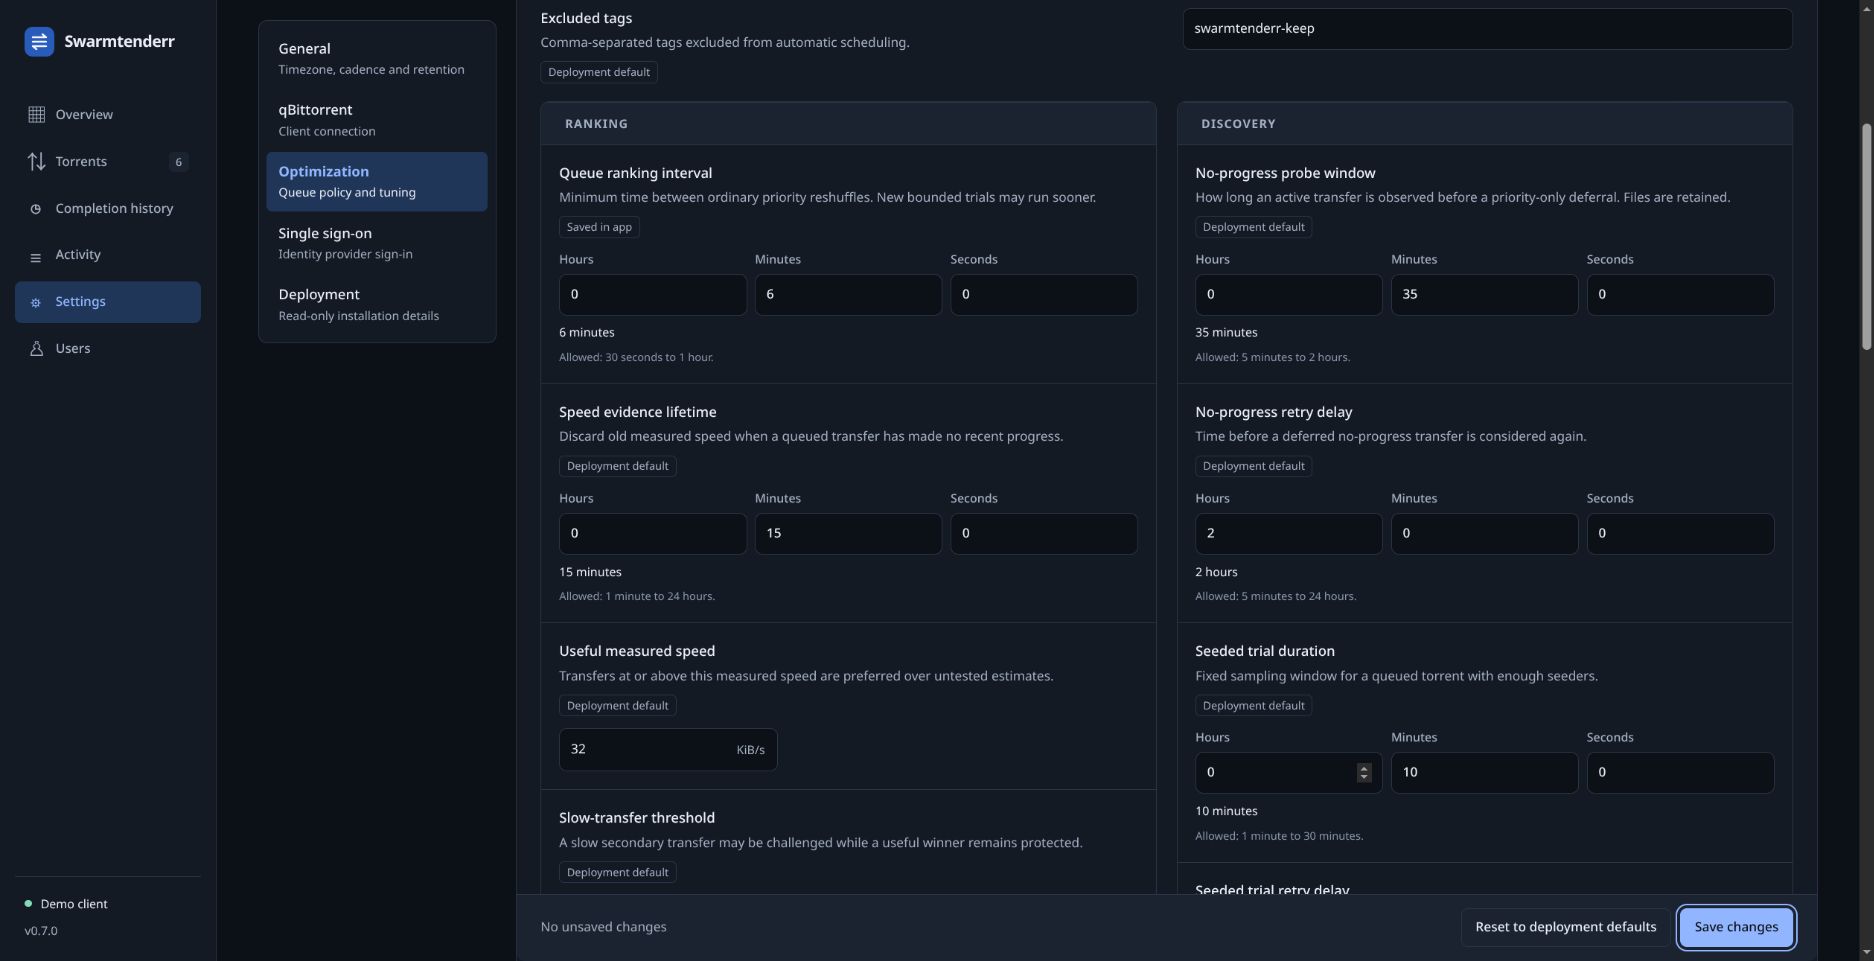 Swarmtenderr
Overview
Torrents 6
Completion history
Activity
Settings
Users
Demo client
v0.7.0
General
Timezone, cadence and retention
qBittorrent
Client connection
Optimization
Queue policy and tuning
Single sign-on
Identity provider sign-in
Deployment
Read-only installation details
Excluded tags
Comma-separated tags excluded from automatic scheduling.
Deployment default
swarmtenderr-keep
RANKING
Queue ranking interval
Minimum time between ordinary priority reshuffles. New bounded trials may run sooner.
Saved in app
Hours Minutes Seconds
0 6 0
6 minutes
Allowed: 30 seconds to 1 hour.
Speed evidence lifetime
Discard old measured speed when a queued transfer has made no recent progress.
Deployment default
Hours Minutes Seconds
0 15 0
15 minutes
Allowed: 1 minute to 24 hours.
Useful measured speed
Transfers at or above this measured speed are preferred over untested estimates.
Deployment default
32 KiB/s
Slow-transfer threshold
A slow secondary transfer may be challenged while a useful winner remains protected.
Deployment default
DISCOVERY
No-progress probe window
How long an active transfer is observed before a priority-only deferral. Files are retained.
Deployment default
Hours Minutes Seconds
0 35 0
35 minutes
Allowed: 5 minutes to 2 hours.
No-progress retry delay
Time before a deferred no-progress transfer is considered again.
Deployment default
Hours Minutes Seconds
2 0 0
2 hours
Allowed: 5 minutes to 24 hours.
Seeded trial duration
Fixed sampling window for a queued torrent with enough seeders.
Deployment default
Hours Minutes Seconds
0 10 0
10 minutes
Allowed: 1 minute to 30 minutes.
Seeded trial retry delay
No unsaved changes
Reset to deployment defaults
Save changes